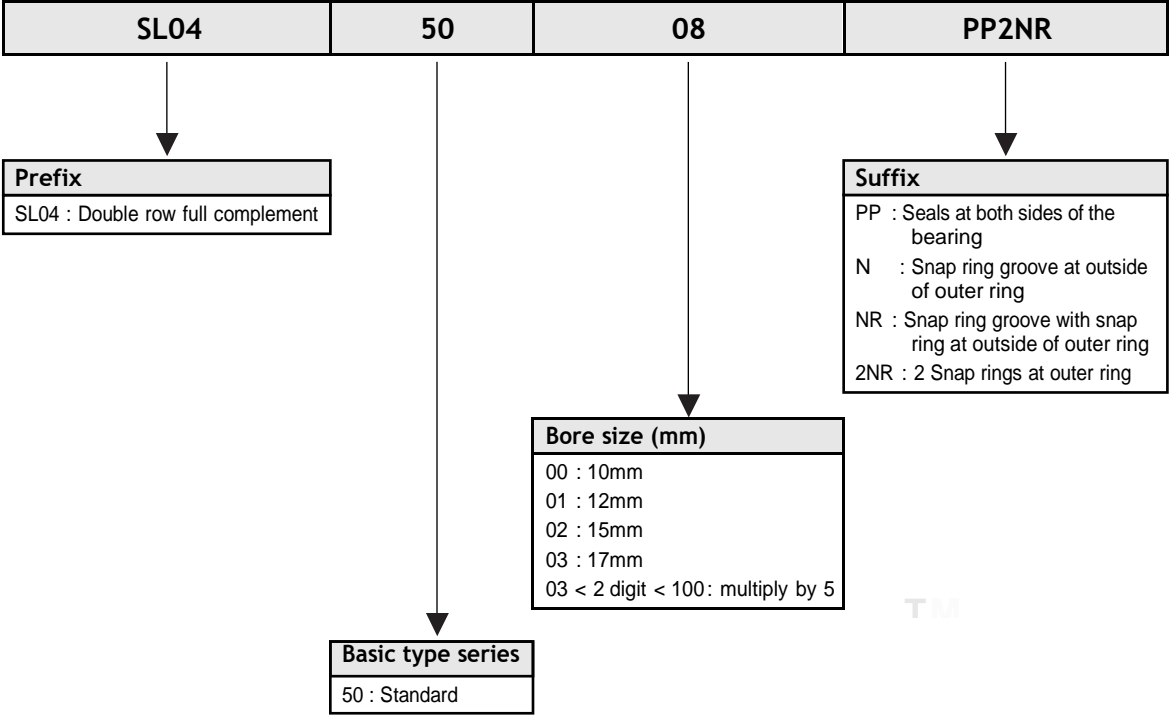 SL04 50 08 PP2NR
Prefix
SL04 : Double row full complement
Suffix
PP : Seals at both sides of the
bearing
N : Snap ring groove at outside
of outer ring
NR : Snap ring groove with snap
ring at outside of outer ring
2NR : 2 Snap rings at outer ring
Bore size (mm)
00 : 10mm
01 : 12mm
02 : 15mm
03 : 17mm
03 < 2 digit < 100 : multiply by 5
TM
Basic type series
50 : Standard